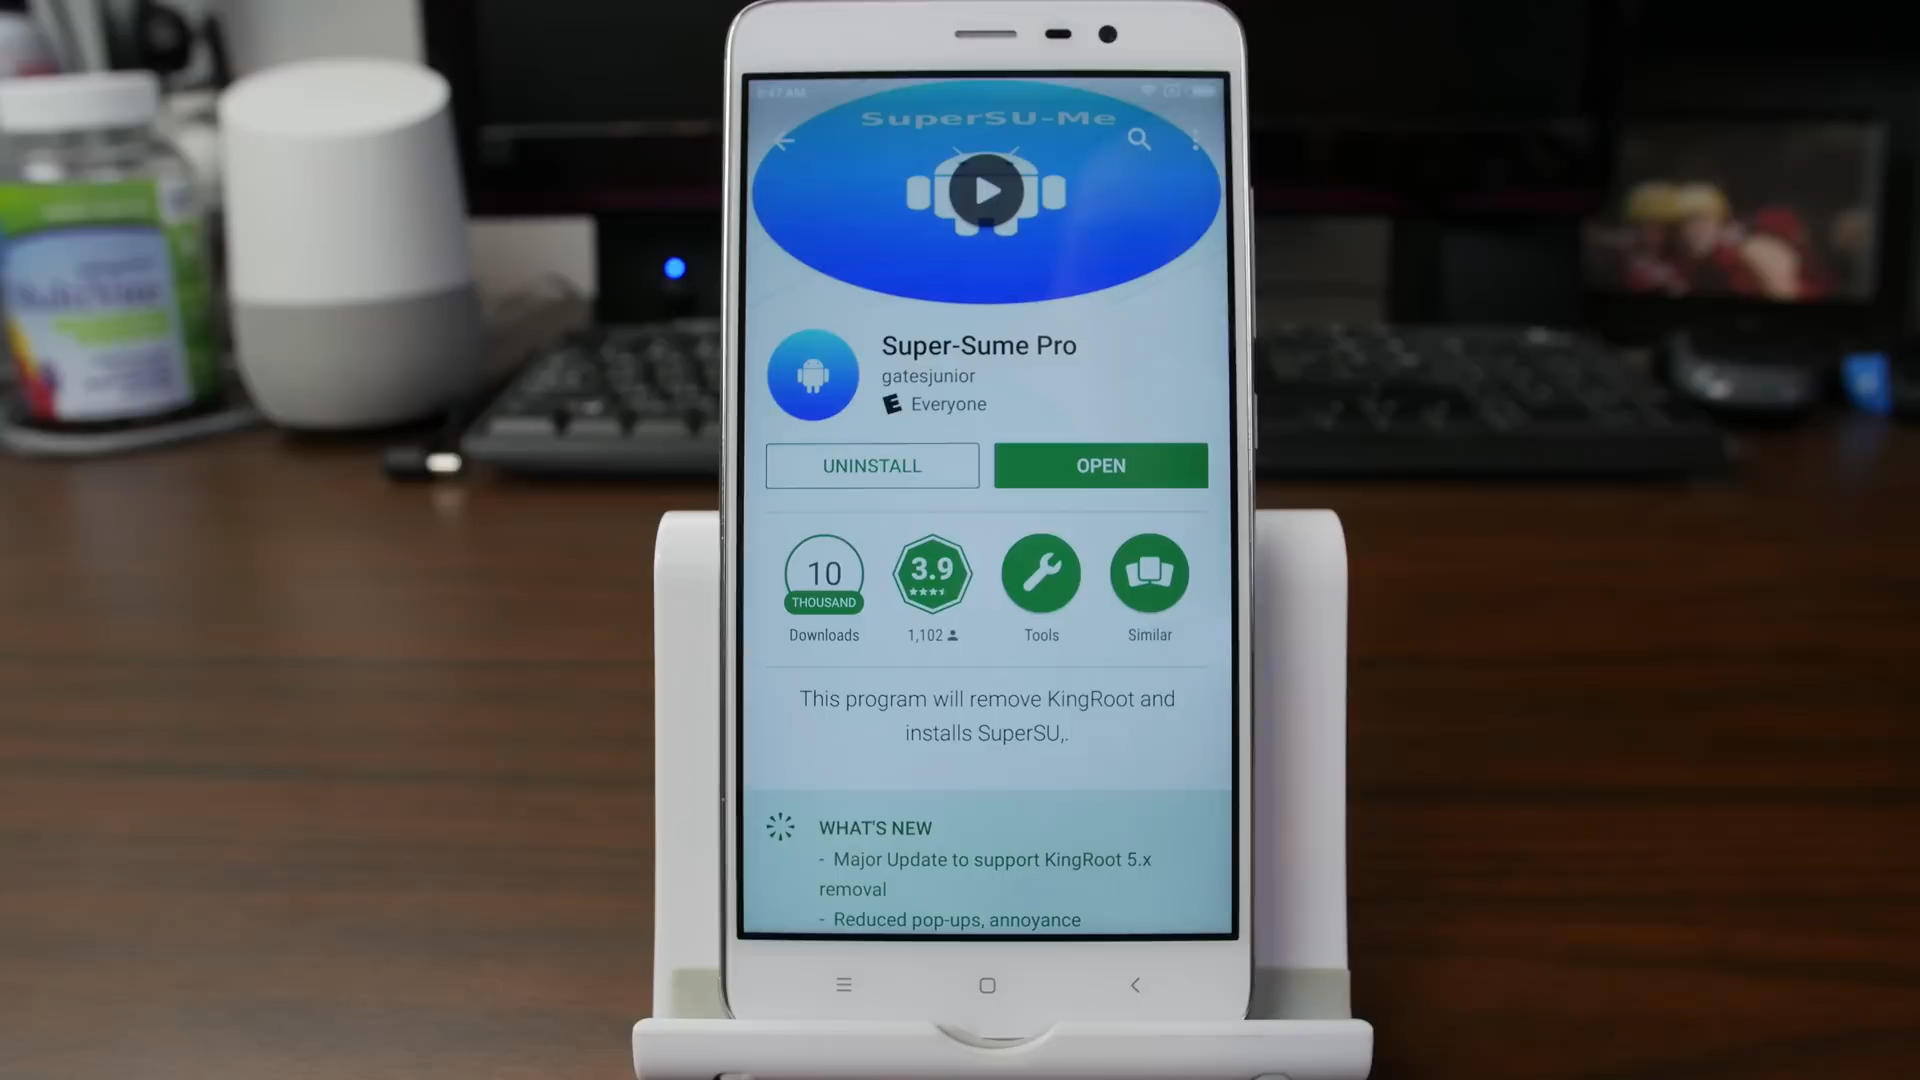 SuperSU-Me
Super-Sume Pro
gatesjunior
E Everyone
UNINSTALL
OPEN
10
THOUSAND
Downloads
3.9
1,102
Tools
Similar
This program will remove KingRoot and
installs SuperSU,.
WHAT'S NEW
- Major Update to support KingRoot 5.x
removal
- Reduced pop-ups, annoyance